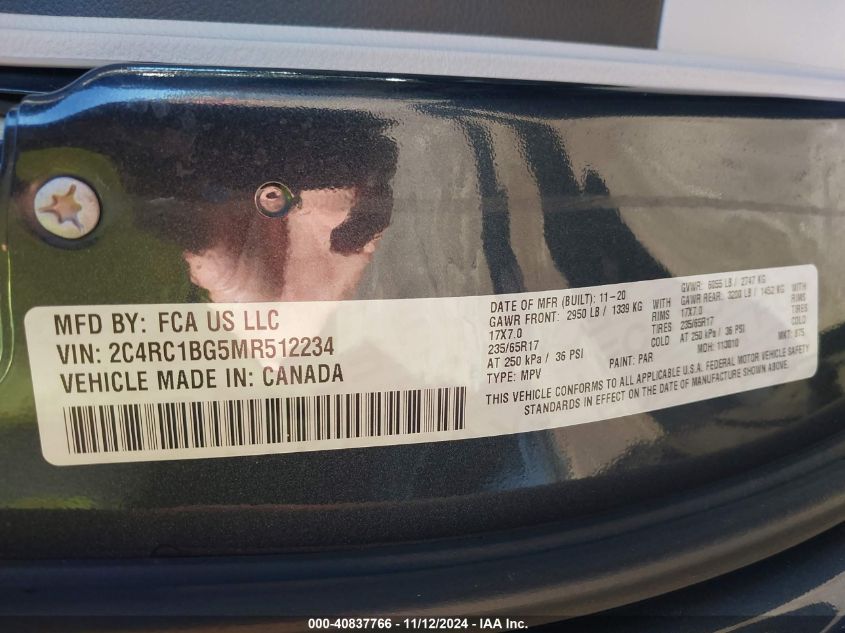 MFD BY: FCA US LLC
VIN: 2C4RC1BG5MR512234
VEHICLE MADE IN: CANADA
DATE OF MFR (BUILT): 11-20
GAWR FRONT: 2950 LB / 1339 KG WITH
17X7.0 RIMS
235/65R17 TIRES
AT 250 kPa / 36 PSI COLD
TYPE: MPV
PAINT: PAR
GVWR: 6055 LB / 2747 KG
GAWR REAR: 3200 LB / 1452 KG WITH
17X7.0 RIMS
235/65R17 TIRES
AT 250 kPa / 36 PSI COLD
MDH: 113010 MKT: 875
THIS VEHICLE CONFORMS TO ALL APPLICABLE U.S.A. FEDERAL MOTOR VEHICLE SAFETY
STANDARDS IN EFFECT ON THE DATE OF MANUFACTURE SHOWN ABOVE.
000-40837766 - 11/12/2024 - IAA Inc.